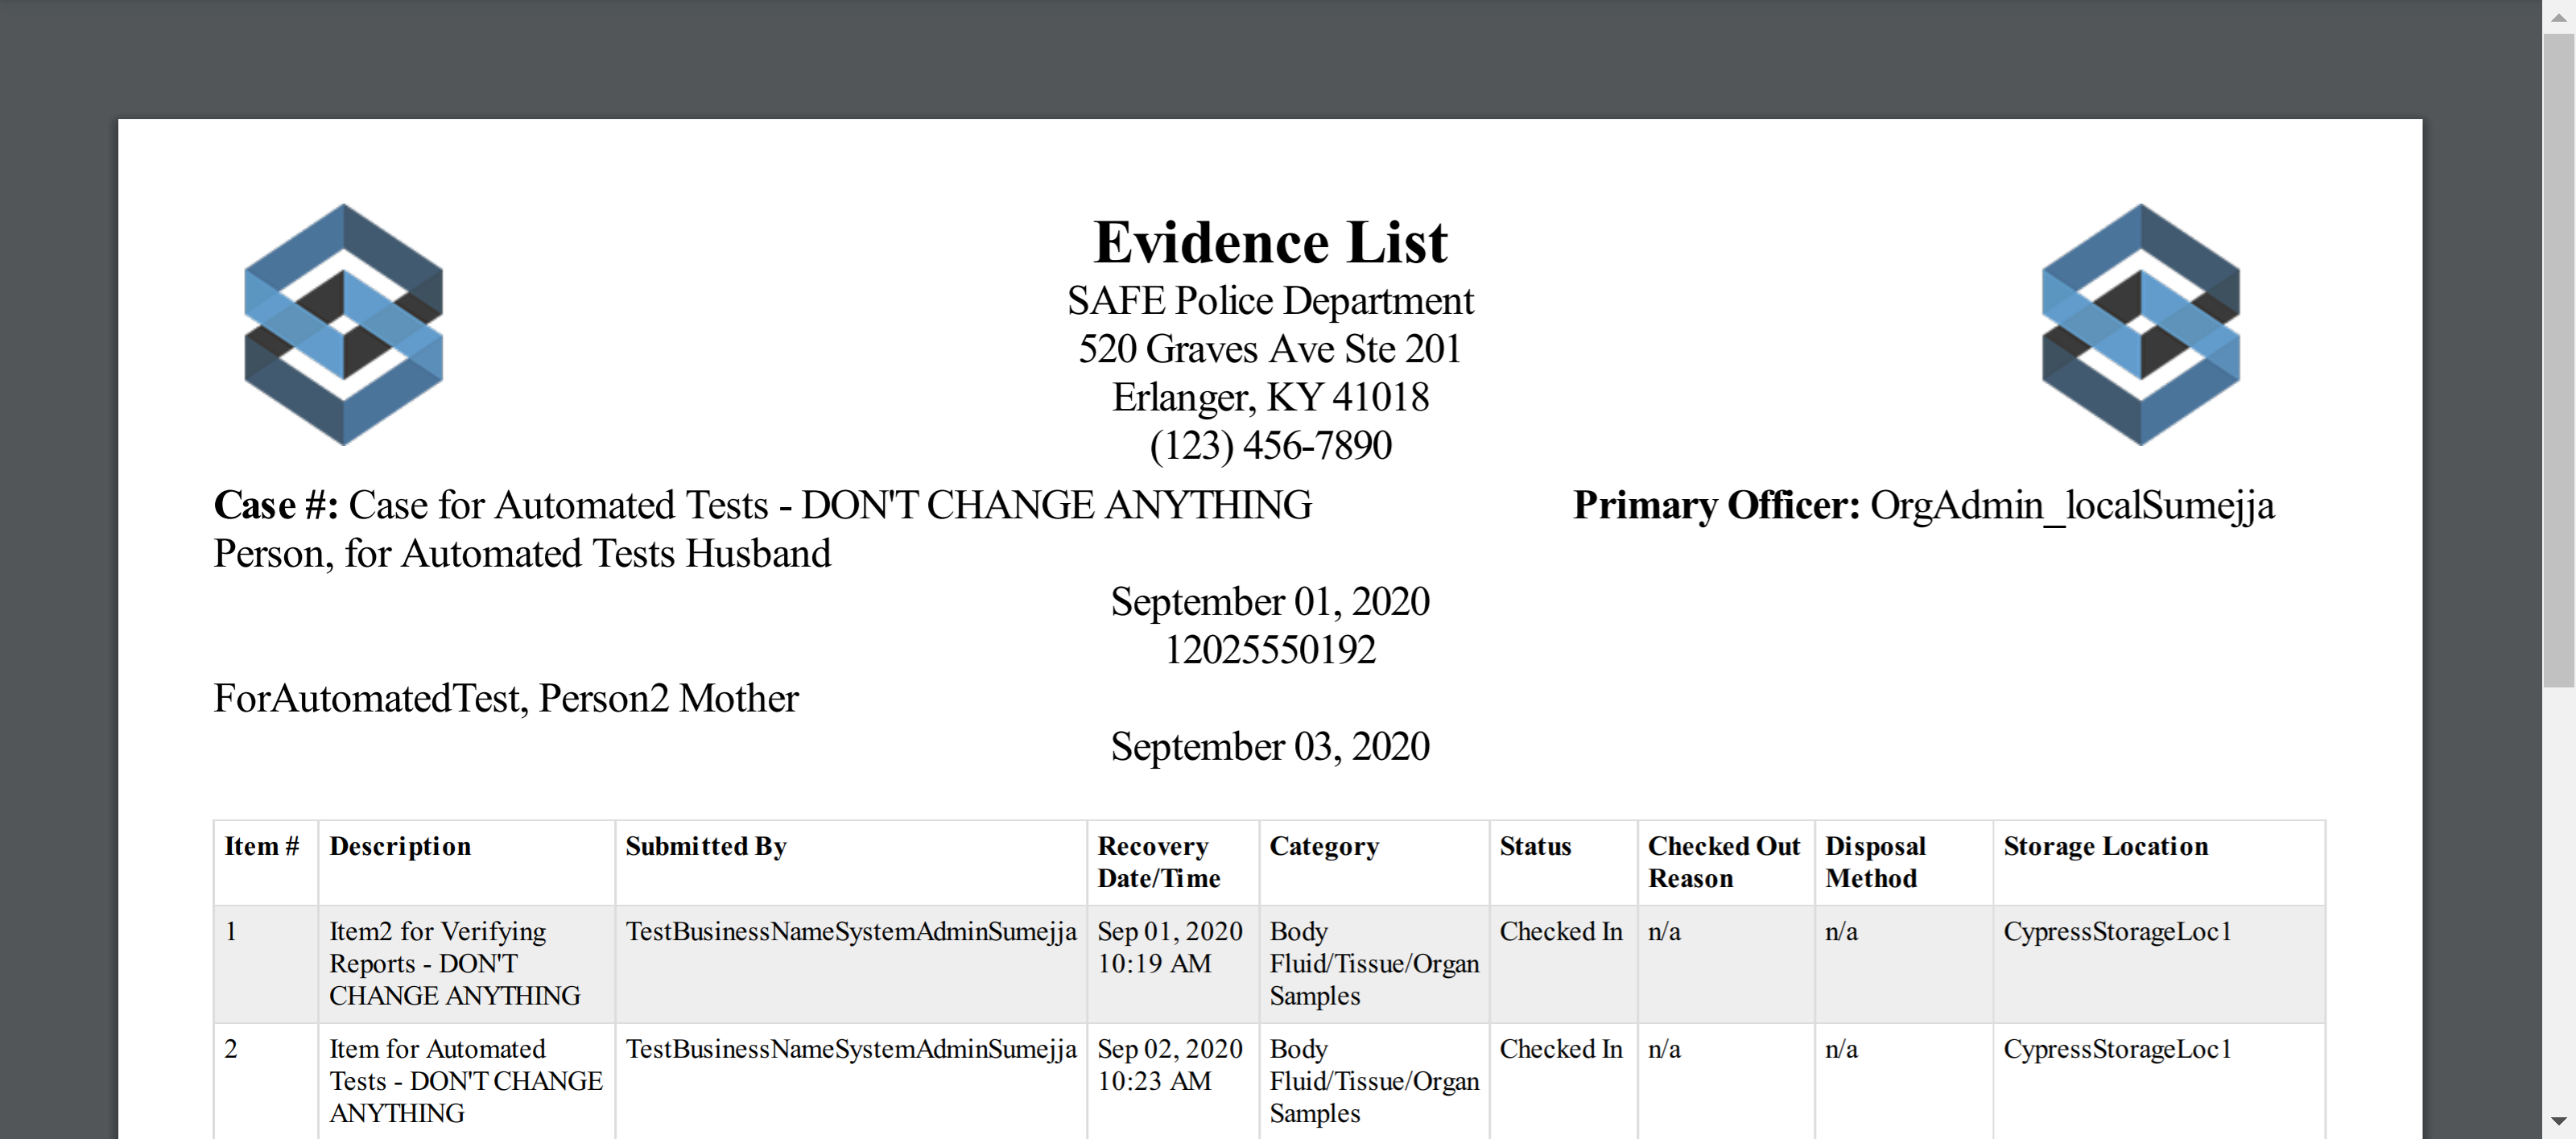 Evidence List
SAFE Police Department
520 Graves Ave Ste 201
Erlanger, KY 41018
(123) 456-7890
Case #: Case for Automated Tests - DON'T CHANGE ANYTHING
Primary Officer: OrgAdmin_localSumejja
Person, for Automated Tests Husband
September 01, 2020
12025550192
ForAutomatedTest, Person2 Mother
September 03, 2020
Item #
Description
Submitted By
Recovery
Date/Time
Category
Status
Checked Out
Reason
Disposal
Method
Storage Location
1
Item2 for Verifying
Reports - DON'T
CHANGE ANYTHING
TestBusinessNameSystemAdminSumejja
Sep 01, 2020
10:19 AM
Body
Fluid/Tissue/Organ
Samples
Checked In
n/a
n/a
CypressStorageLoc1
2
Item for Automated
Tests - DON'T CHANGE
ANYTHING
TestBusinessNameSystemAdminSumejja
Sep 02, 2020
10:23 AM
Body
Fluid/Tissue/Organ
Samples
Checked In
n/a
n/a
CypressStorageLoc1